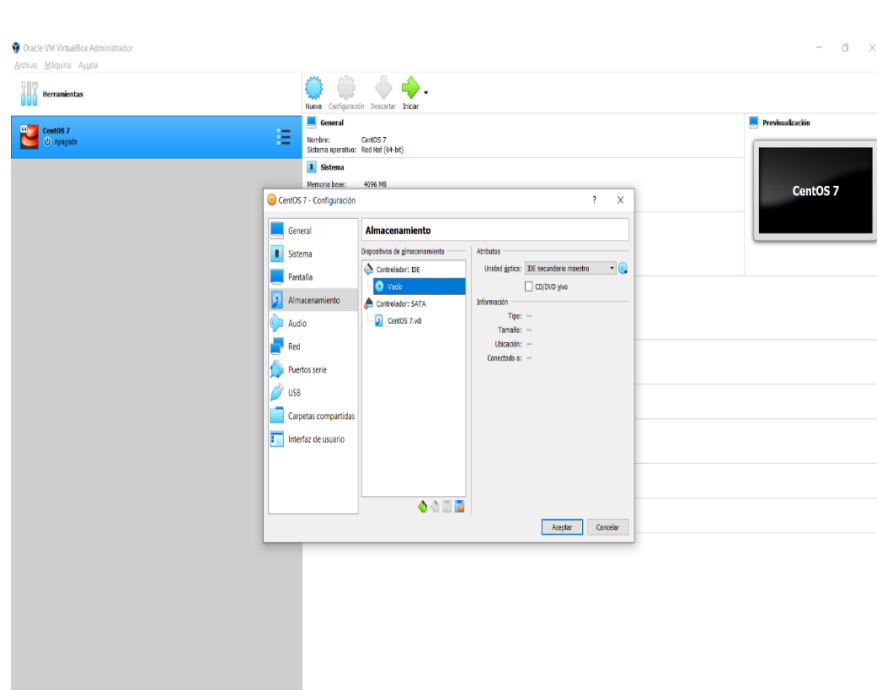 Oracle VM VirtualBox Administrador
Archivo Máquina Ayuda
Herramientas
Nueva Configuración Descartar Iniciar
64
CentOS 7
Apagada
General
Nombre: CentOS 7
Sistema operativo: Red Hat (64-bit)
Sistema
Memoria base: 4096 MB
Previsualización
CentOS 7
CentOS 7 - Configuración
? X
General
Sistema
Pantalla
Almacenamiento
Audio
Red
Puertos serie
USB
Carpetas compartidas
Interfaz de usuario
Almacenamiento
Dispositivos de almacenamiento
Controlador: IDE
Vacío
Controlador: SATA
CentOS 7.vdi
Atributos
Unidad óptica: IDE secundario maestro
CD/DVD vivo
Información
Tipo: --
Tamaño: --
Ubicación: --
Conectado a: --
Aceptar Cancelar